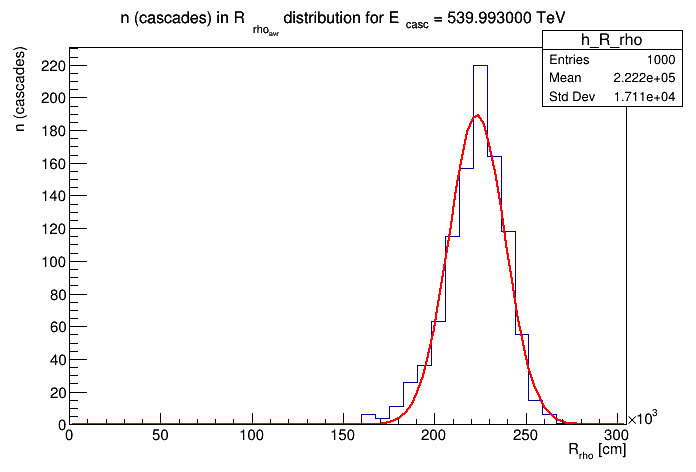 n (cascades) in R rho_avr distribution for E casc = 539.993000 TeV
h_R_rho
Entries 1000
Mean 2.222e+05
Std Dev 1.711e+04
n (cascades)
220
200
180
160
140
120
100
80
60
40
20
0
0 50 100 150 200 250 300
×10³
R_rho [cm]